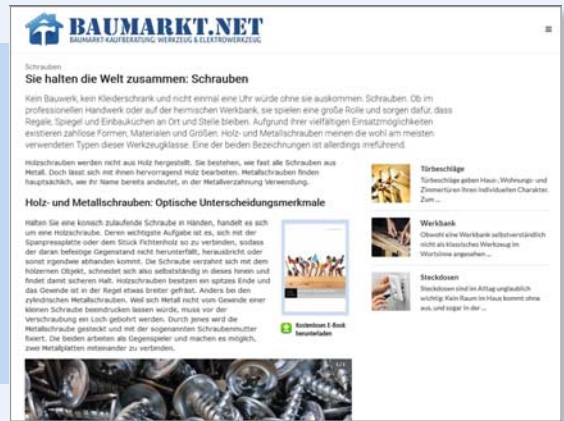 BAUMARKT.NET
BAUMARKT-KAUFBERATUNG: WERKZEUG & ELEKTROWERKZEUG
Schrauben
Sie halten die Welt zusammen: Schrauben
Kein Bauwerk, kein Kleiderschrank und nicht einmal eine Uhr würde ohne sie auskommen: Schrauben. Ob im
professionellen Handwerk oder auf der heimischen Werkbank, sie spielen eine große Rolle und sorgen dafür, dass
Regale, Spiegel und Einbauküchen an Ort und Stelle bleiben. Aufgrund ihrer vielfältigen Einsatzmöglichkeiten
existieren zahllose Formen, Materialien und Größen. Holz- und Metallschrauben meinen die wohl am meisten
verwendeten Typen dieser Werkzeugklasse. Eine der beiden Bezeichnungen ist allerdings irreführend.
Holzschrauben werden nicht aus Holz hergestellt. Sie bestehen, wie fast alle Schrauben aus
Metall. Doch lässt sich mit ihnen hervorragend Holz bearbeiten. Metallschrauben finden
hauptsächlich, wie ihr Name bereits andeutet, in der Metallverzahnung Verwendung.
Holz- und Metallschrauben: Optische Unterscheidungsmerkmale
Halten Sie eine konisch zulaufende Schraube in Händen, handelt es sich
um eine Holzschraube. Deren wichtigste Aufgabe ist es, sich mit der
Spanpressplatte oder dem Stück Fichtenholz so zu verbinden, sodass
der daran befestigte Gegenstand nicht herunterfällt, herausbricht oder
sonst irgendwie abhanden kommt. Die Schraube verzahnt sich mit dem
hölzernen Objekt, schneidet sich also selbstständig in dieses hinein und
findet damit sicheren Halt. Holzschrauben besitzen ein spitzes Ende und
das Gewinde ist in der Regel etwas breiter gefräst. Anders bei den
zylindrischen Metallschrauben. Weil sich Metall nicht vom Gewinde einer
kleinen Schraube beeindrucken lassen würde, muss vor der
Verschraubung ein Loch gebohrt werden. Durch jenes wird die
Metallschraube gesteckt und mit der sogenannten Schraubenmutter
fixiert. Die beiden arbeiten als Gegenspieler und machen es möglich,
zwei Metallplatten miteinander zu verbinden.
Kostenloses E-Book
herunterladen
Türbeschläge
Türbeschläge geben Haus-, Wohnungs- und
Zimmertüren ihren individuellen Charakter.
Zum ...
Werkbank
Obwohl eine Werkbank selbstverständlich
nicht als klassisches Werkzeug im
Wortsinne angesehen ...
Steckdosen
Steckdosen sind im Alltag unglaublich
wichtig: Kein Raum im Haus kommt ohne
aus, und sogar in der ...